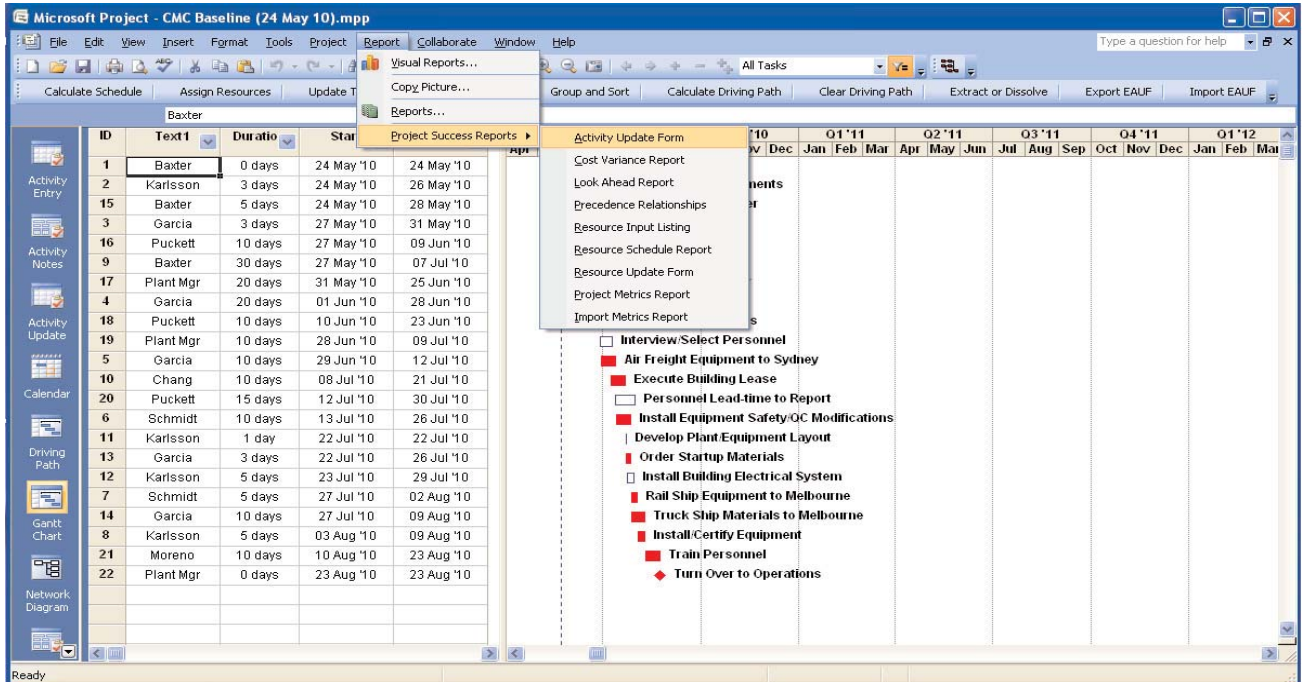 Microsoft Project - CMC Baseline (24 May 10).mpp
File Edit View Insert Format Tools Project Report Collaborate Window Help Type a question for help
All Tasks
Calculate Schedule Assign Resources Update T Group and Sort Calculate Driving Path Clear Driving Path Extract or Dissolve Export EAUF Import EAUF
Visual Reports...
Copy Picture...
Reports...
Project Success Reports
Activity Update Form
Cost Variance Report
Look Ahead Report
Precedence Relationships
Resource Input Listing
Resource Schedule Report
Resource Update Form
Project Metrics Report
Import Metrics Report
Baxter
ID Text1 Duratio Star '10 Q1 '11 Q2 '11 Q3 '11 Q4 '11 Q1 '12
Apr ov Dec Jan Feb Mar Apr May Jun Jul Aug Sep Oct Nov Dec Jan Feb Mar
1 Baxter 0 days 24 May '10 24 May '10
2 Karlsson 3 days 24 May '10 26 May '10 nents
15 Baxter 5 days 24 May '10 28 May '10 er
3 Garcia 3 days 27 May '10 31 May '10
16 Puckett 10 days 27 May '10 09 Jun '10
9 Baxter 30 days 27 May '10 07 Jul '10
17 Plant Mgr 20 days 31 May '10 25 Jun '10
4 Garcia 20 days 01 Jun '10 28 Jun '10
18 Puckett 10 days 10 Jun '10 23 Jun '10 s
19 Plant Mgr 10 days 28 Jun '10 09 Jul '10 Interview/Select Personnel
5 Garcia 10 days 29 Jun '10 12 Jul '10 Air Freight Equipment to Sydney
10 Chang 10 days 08 Jul '10 21 Jul '10 Execute Building Lease
20 Puckett 15 days 12 Jul '10 30 Jul '10 Personnel Lead-time to Report
6 Schmidt 10 days 13 Jul '10 26 Jul '10 Install Equipment Safety/QC Modifications
11 Karlsson 1 day 22 Jul '10 22 Jul '10 Develop Plant/Equipment Layout
13 Garcia 3 days 22 Jul '10 26 Jul '10 Order Startup Materials
12 Karlsson 5 days 23 Jul '10 29 Jul '10 Install Building Electrical System
7 Schmidt 5 days 27 Jul '10 02 Aug '10 Rail Ship Equipment to Melbourne
14 Garcia 10 days 27 Jul '10 09 Aug '10 Truck Ship Materials to Melbourne
8 Karlsson 5 days 03 Aug '10 09 Aug '10 Install/Certify Equipment
21 Moreno 10 days 10 Aug '10 23 Aug '10 Train Personnel
22 Plant Mgr 0 days 23 Aug '10 23 Aug '10 Turn Over to Operations
Activity
Entry
Activity
Notes
Activity
Update
Calendar
Driving
Path
Gantt
Chart
Network
Diagram
Ready